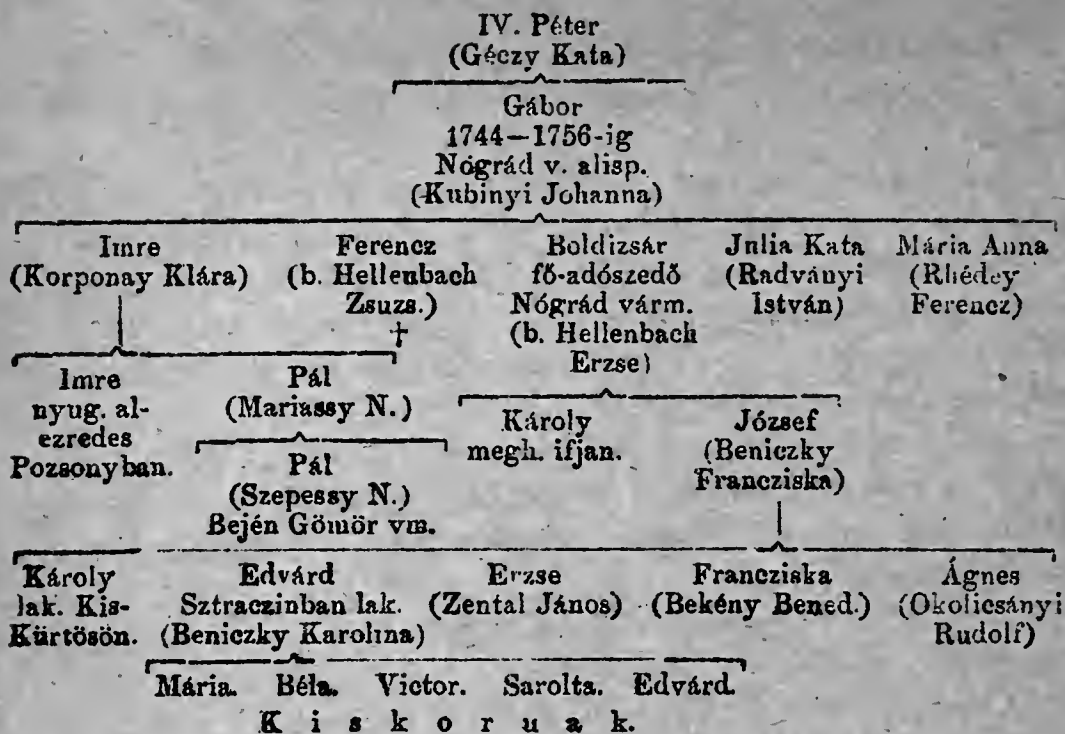 IV. Péter
(Géczy Kata)
Gábor
1744—1756-ig
Nógrád v. alisp.
(Kubinyi Johanna)
Imre Ferencz Boldizsár Julia Kata Mária Anna
(Korponay Klára) (b. Hellenbach fő-adószedő (Radványi (Rhédey
Zsuzs.) Nógrád várm. István) Ferencz)
† (b. Hellenbach
Erzse)
Imre Pál
nyug. al- (Mariassy N.) Károly József
ezredes megh. ifjan. (Beniczky
Pozsonyban. Pál Francziska)
(Szepessy N.)
Bején Gömör vm.
Károly Edvárd Erzse Francziska Ágnes
lak. Kis- Sztraczinban lak. (Zental János) (Bekény Bened.) (Okolicsányi
Kürtösön. (Beniczky Karolina) Rudolf)
Mária. Béla. Victor. Sarolta. Edvárd.
K i s k o r u a k.